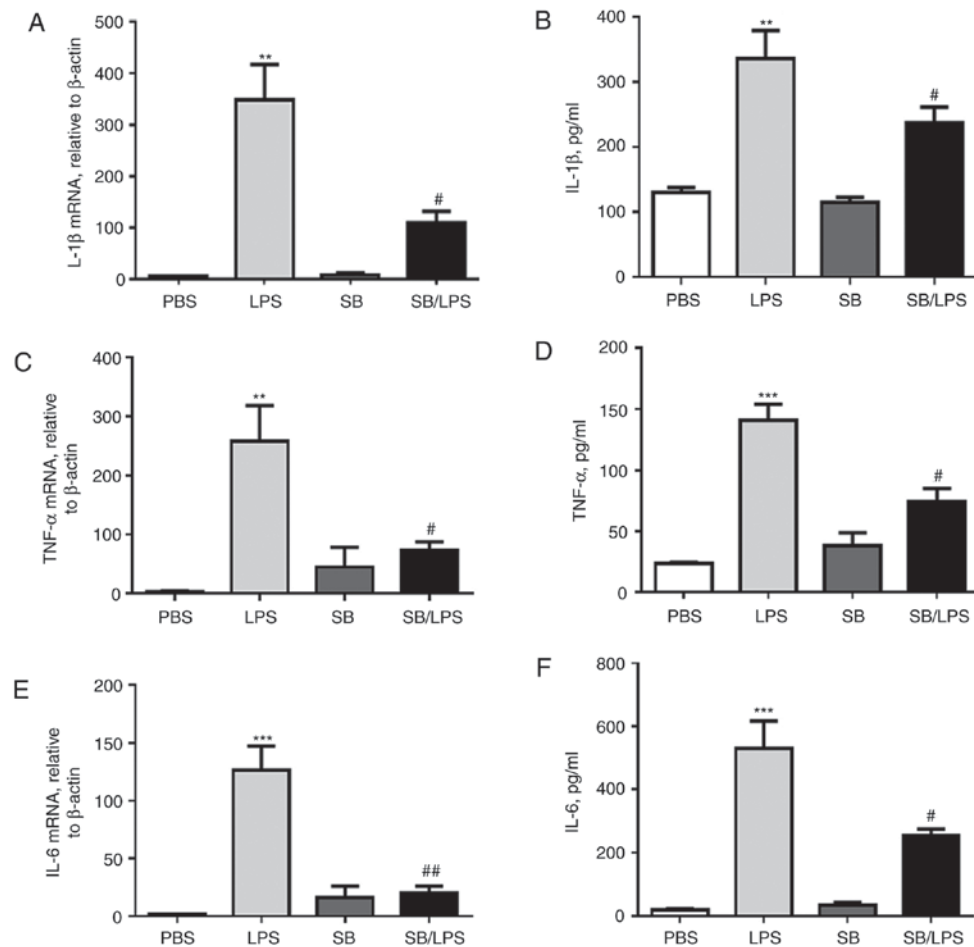 A
L-1β mRNA, relative to β-actin
500
400
300
200
100
0
**
#
PBS LPS SB SB/LPS
B
IL-1β, pg/ml
400
300
200
100
0
**
#
PBS LPS SB SB/LPS
C
TNF-α mRNA, relative
to β-actin
400
300
200
100
0
**
#
PBS LPS SB SB/LPS
D
TNF-α, pg/ml
200
150
100
50
0
***
#
PBS LPS SB SB/LPS
E
IL-6 mRNA, relative
to β-actin
200
150
100
50
0
***
##
PBS LPS SB SB/LPS
F
IL-6, pg/ml
800
600
400
200
0
***
#
PBS LPS SB SB/LPS